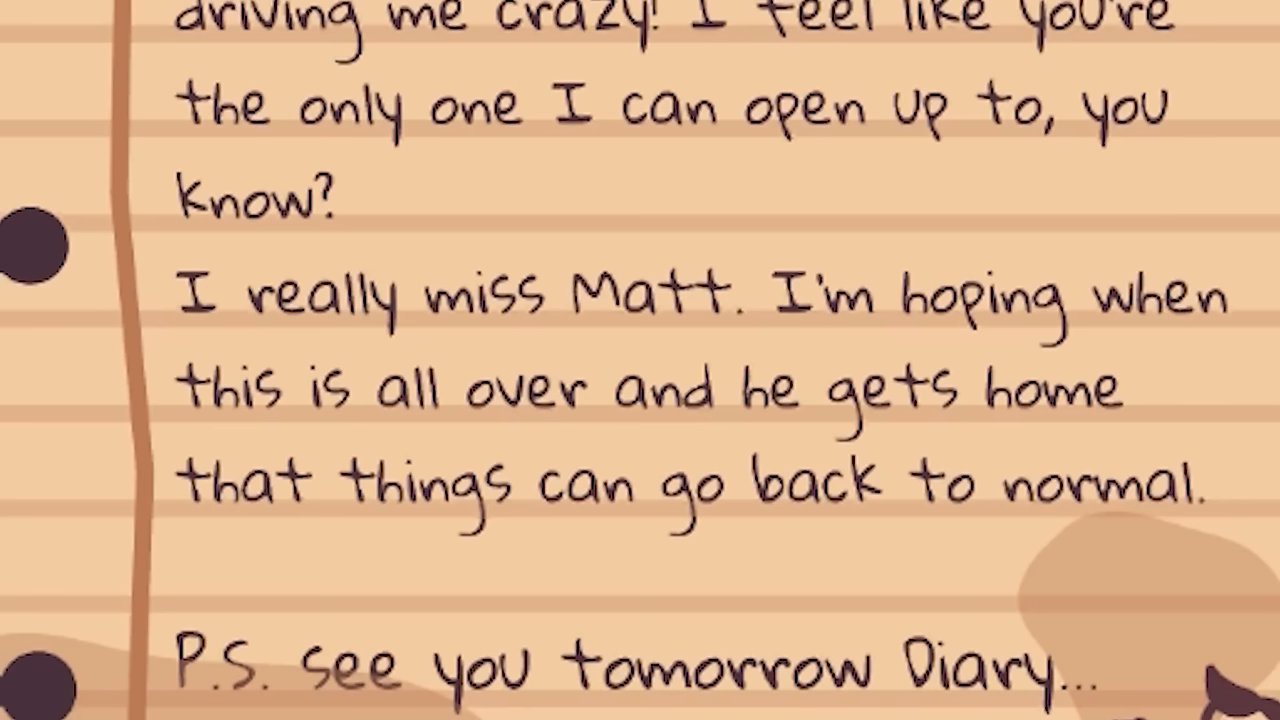 driving me crazy! I feel like you're
the only one I can open up to, you
know?
I really miss Matt. I'm hoping when
this is all over and he gets home
that things can go back to normal.
P.S. see you tomorrow Diary...